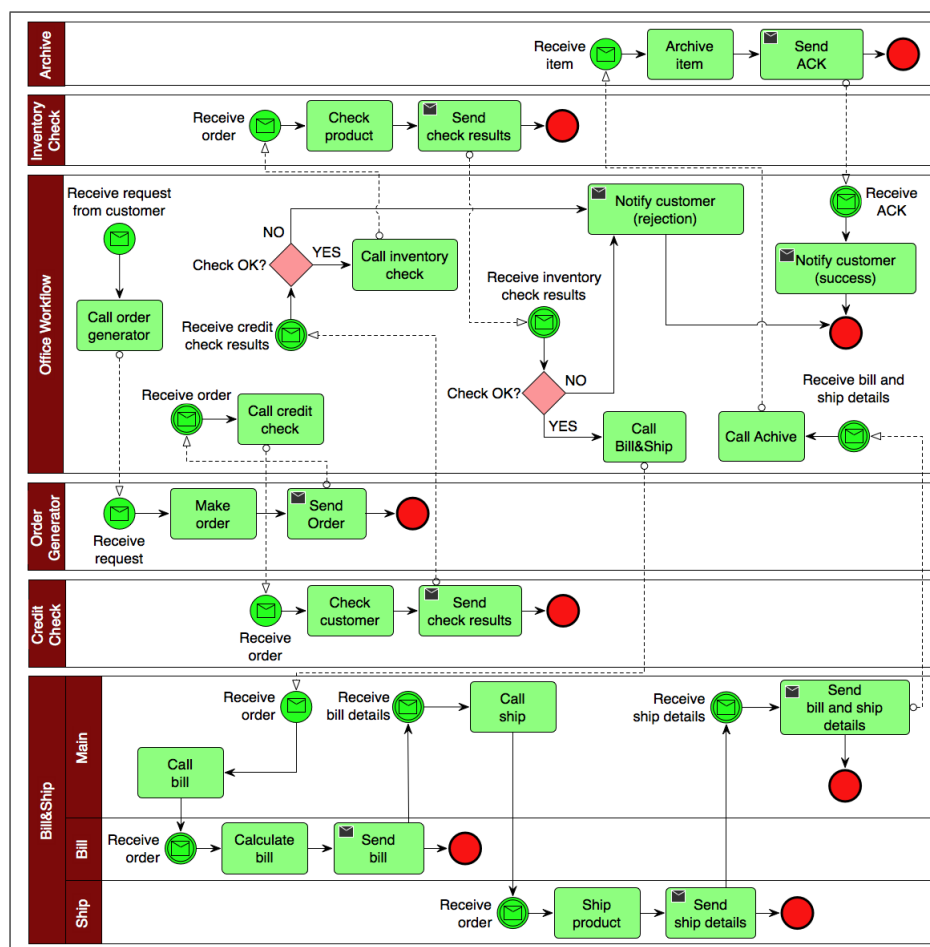 Archive
Receive
item
Archive
item
Send
ACK
Inventory
Check
Receive
order
Check
product
Send
check results
Office Workflow
Receive request
from customer
Call order
generator
NO
Check OK?
YES
Call inventory
check
Receive credit
check results
Notify customer
(rejection)
Receive
ACK
Notify customer
(success)
Receive inventory
check results
Check OK?
NO
YES
Call
Bill&Ship
Receive bill and
ship details
Call Achive
Receive order
Call credit
check
Order
Generator
Receive
request
Make
order
Send
Order
Credit
Check
Receive
order
Check
customer
Send
check results
Bill&Ship
Main
Receive
order
Receive
bill details
Call
ship
Receive
ship details
Send
bill and ship
details
Call
bill
Bill
Receive
order
Calculate
bill
Send
bill
Ship
Receive
order
Ship
product
Send
ship details